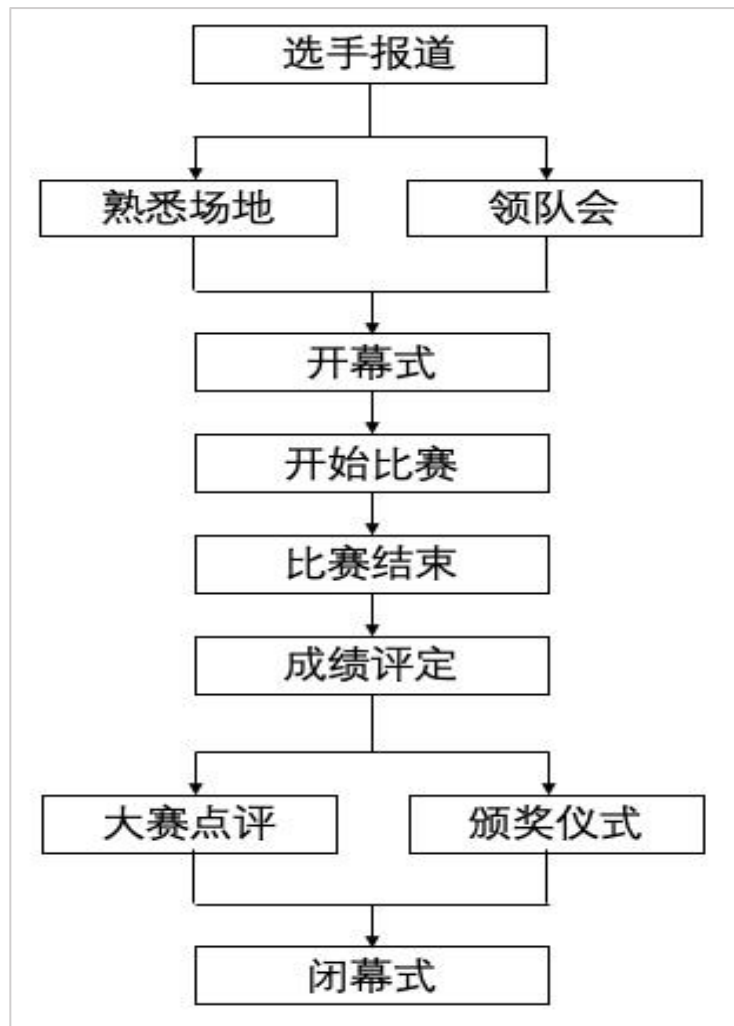 选手报道
熟悉场地
领队会
开幕式
开始比赛
比赛结束
成绩评定
大赛点评
颁奖仪式
闭幕式